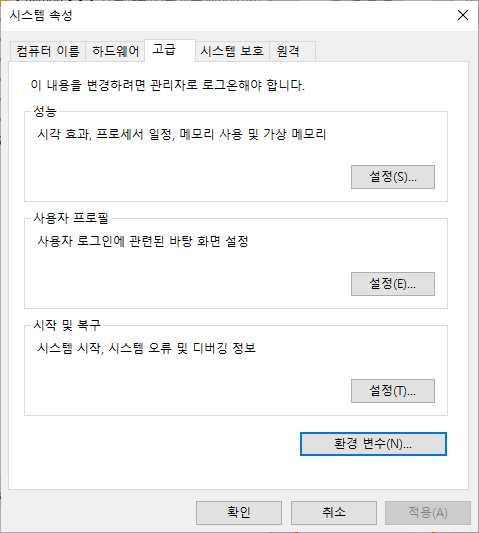 시스템 속성
컴퓨터 이름 하드웨어 고급 시스템 보호 원격
이 내용을 변경하려면 관리자로 로그온해야 합니다.
성능
시각 효과, 프로세서 일정, 메모리 사용 및 가상 메모리
설정(S)...
사용자 프로필
사용자 로그인에 관련된 바탕 화면 설정
설정(E)...
시작 및 복구
시스템 시작, 시스템 오류 및 디버깅 정보
설정(T)...
환경 변수(N)...
확인 취소 적용(A)